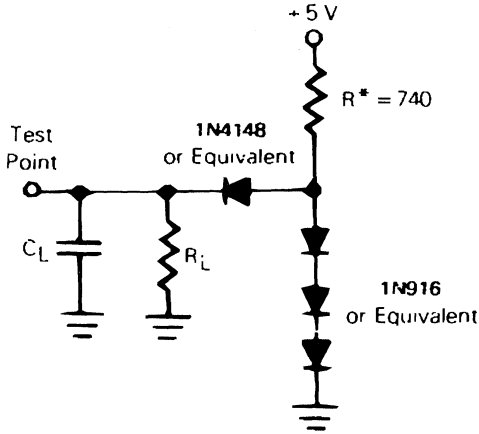 + 5 V
R* = 740
1N4148
or Equivalent
Test
Point
CL
RL
1N916
or Equivalent